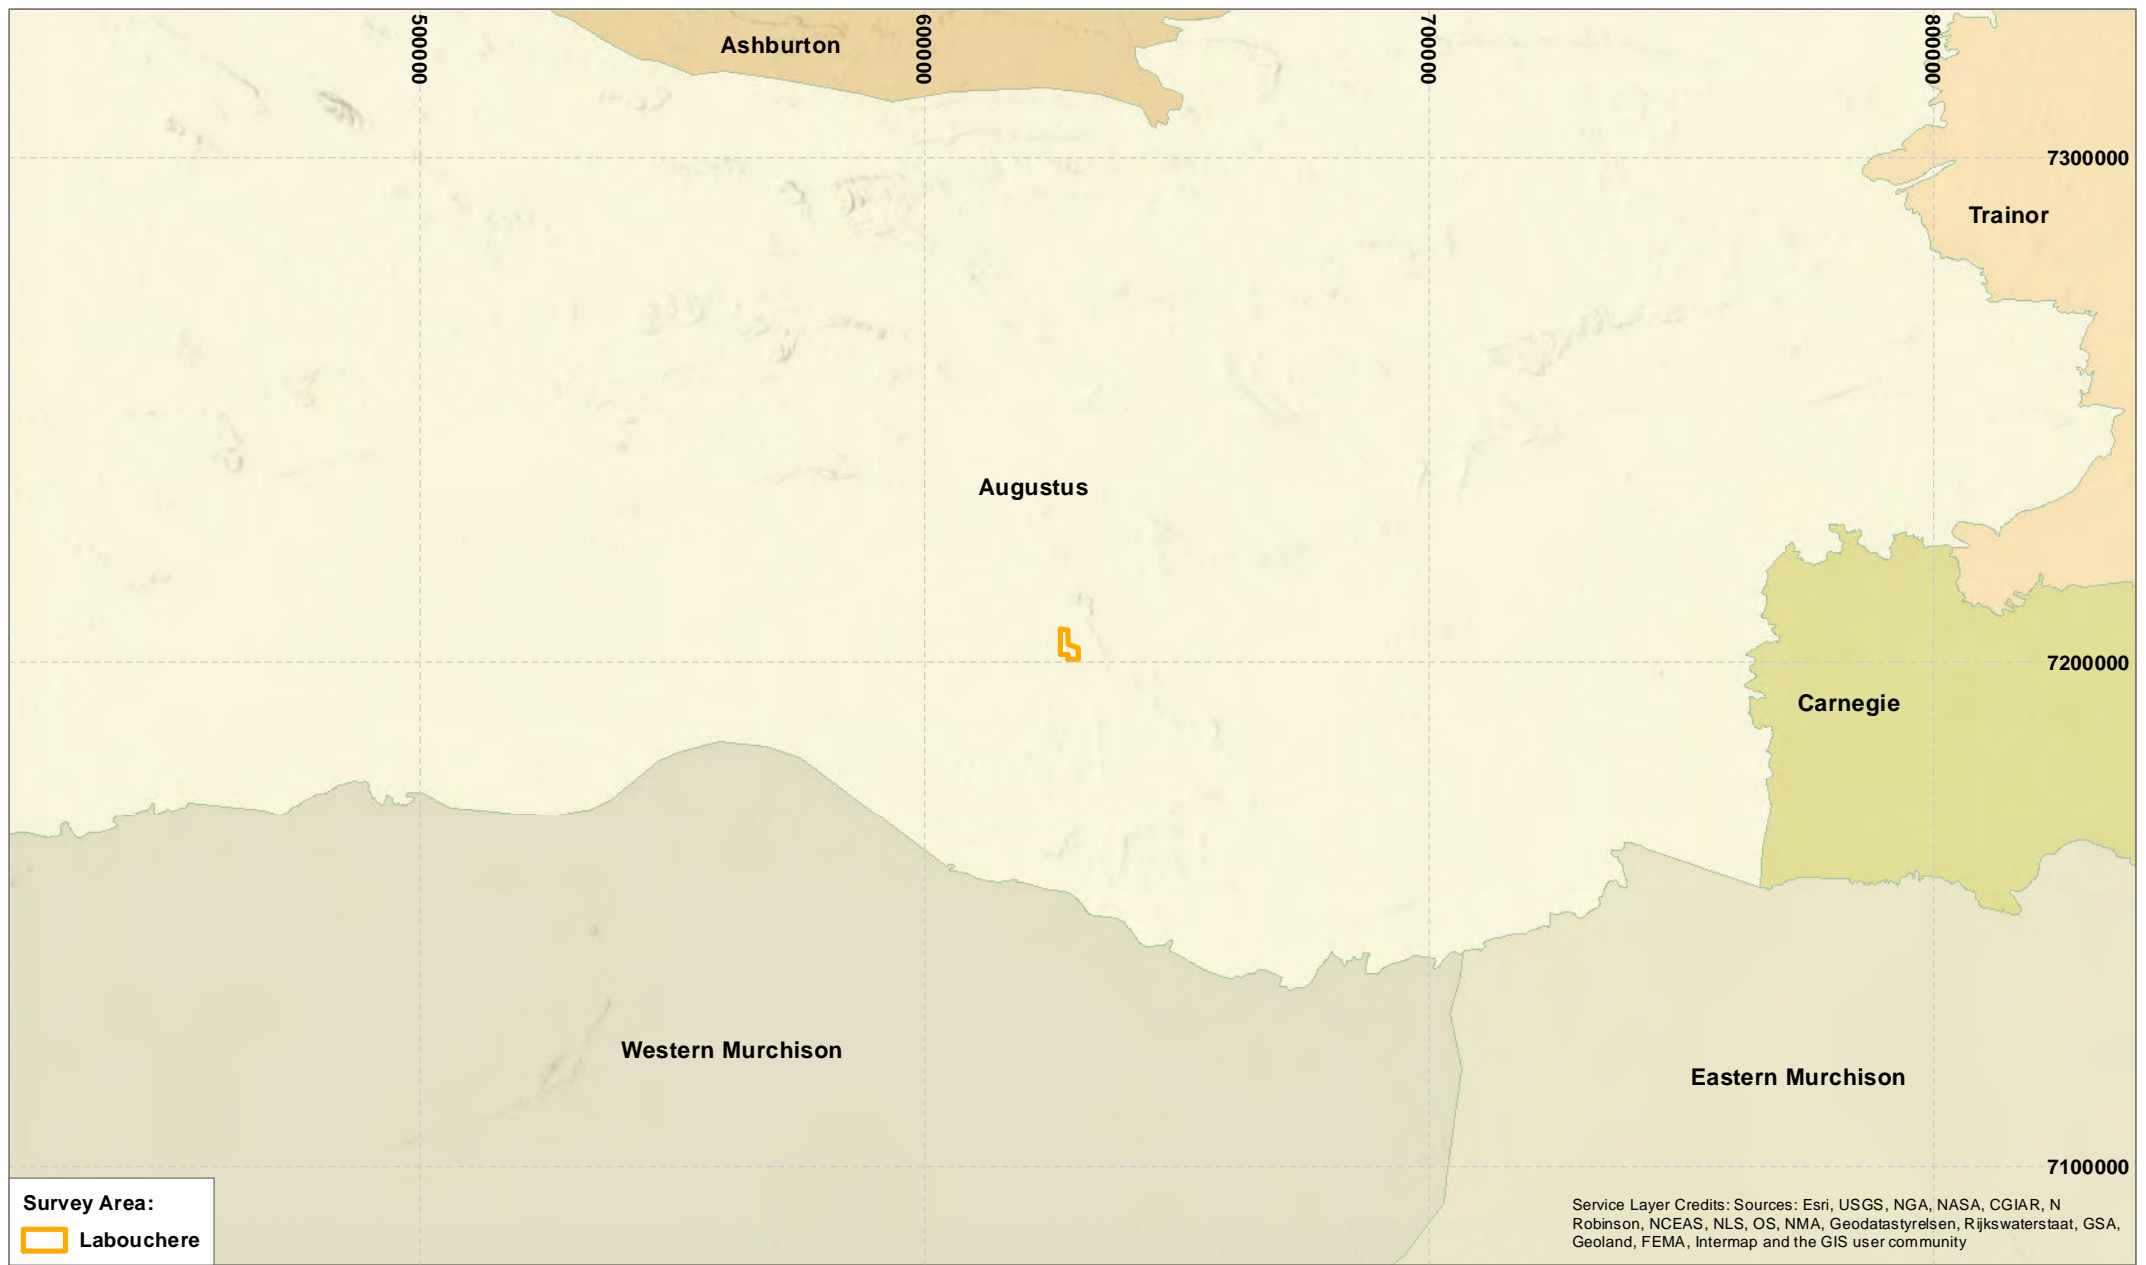 500000
600000
700000
800000
Ashburton
7300000
Trainor
Augustus
7200000
Carnegie
Western Murchison
Eastern Murchison
7100000
Survey Area:
Labouchere
Service Layer Credits: Sources: Esri, USGS, NGA, NASA, CGIAR, N
Robinson, NCEAS, NLS, OS, NMA, Geodatastyrelsen, Rijkswaterstaat, GSA,
Geoland, FEMA, Intermap and the GIS user community